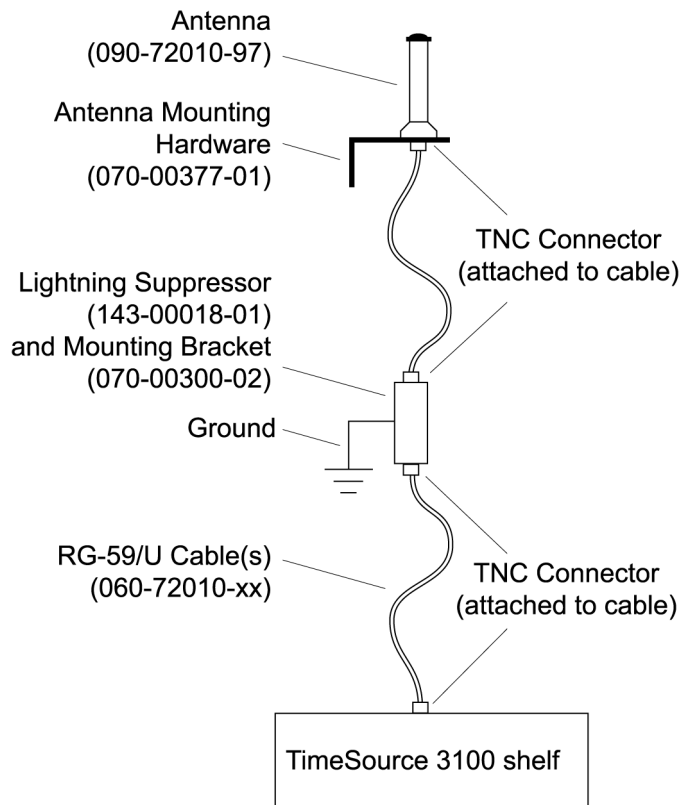 Antenna
(090-72010-97)
Antenna Mounting
Hardware
(070-00377-01)
TNC Connector
(attached to cable)
Lightning Suppressor
(143-00018-01)
and Mounting Bracket
(070-00300-02)
Ground
RG-59/U Cable(s)
(060-72010-xx)
TNC Connector
(attached to cable)
TimeSource 3100 shelf